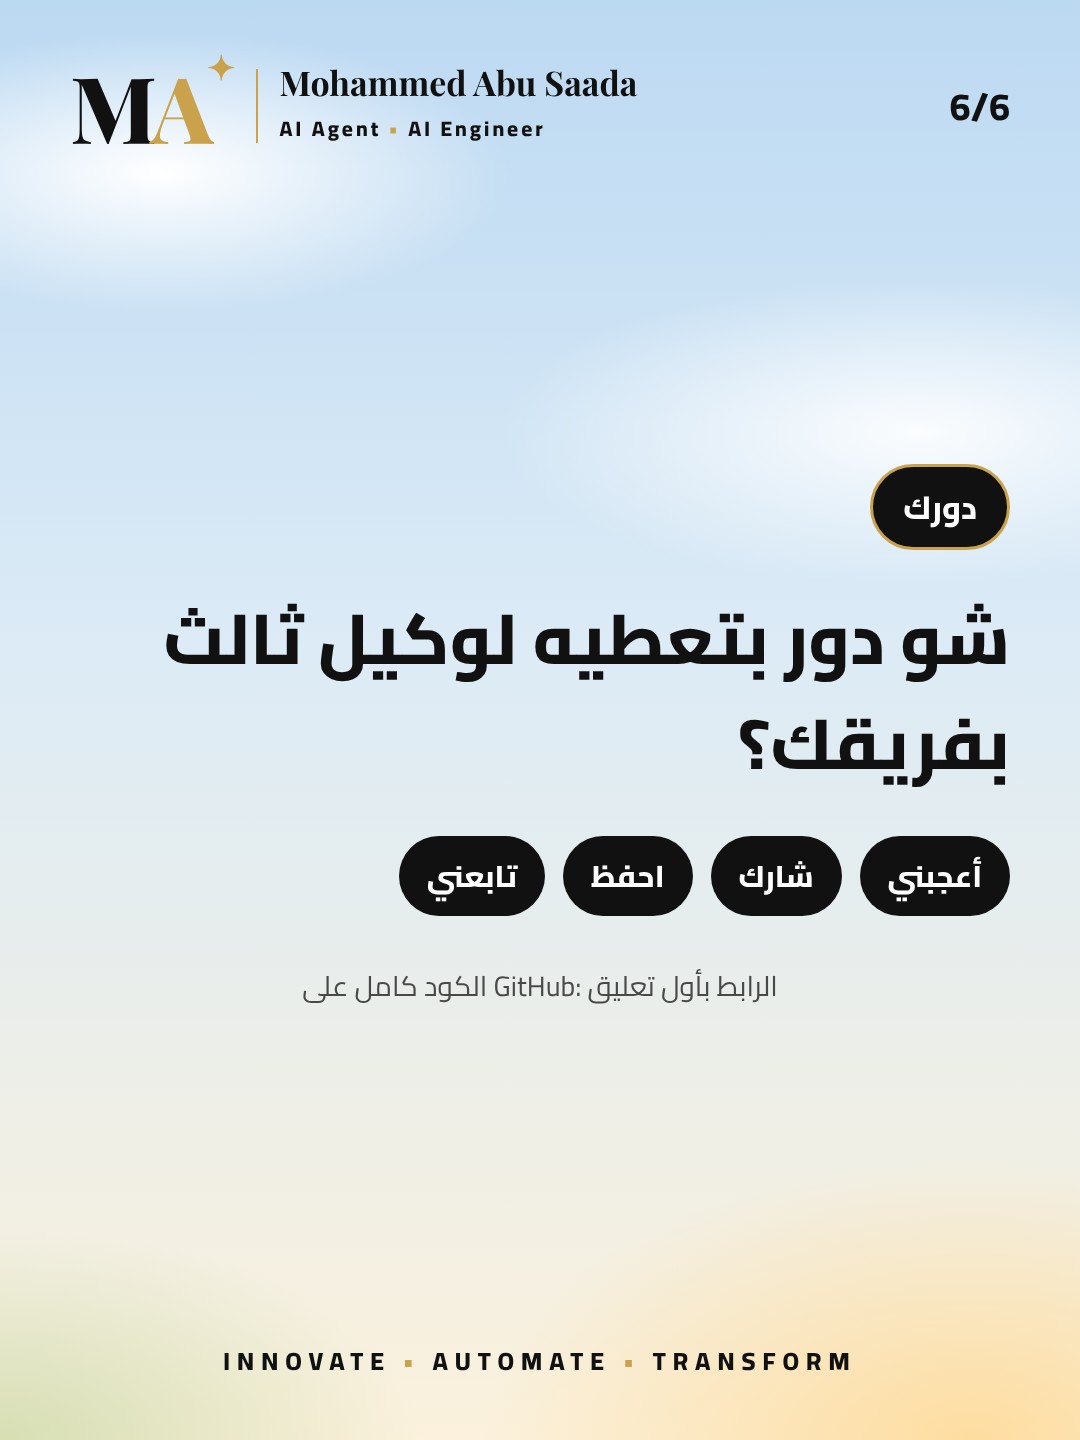 MA
Mohammed Abu Saada
AI Agent ▪ AI Engineer
6/6
دورك
شو دور بتعطيه لوكيل ثالث
بفريقك؟
أعجبني شارك احفظ تابعني
الرابط بأول تعليق :GitHub الكود كامل على
INNOVATE ▪ AUTOMATE ▪ TRANSFORM